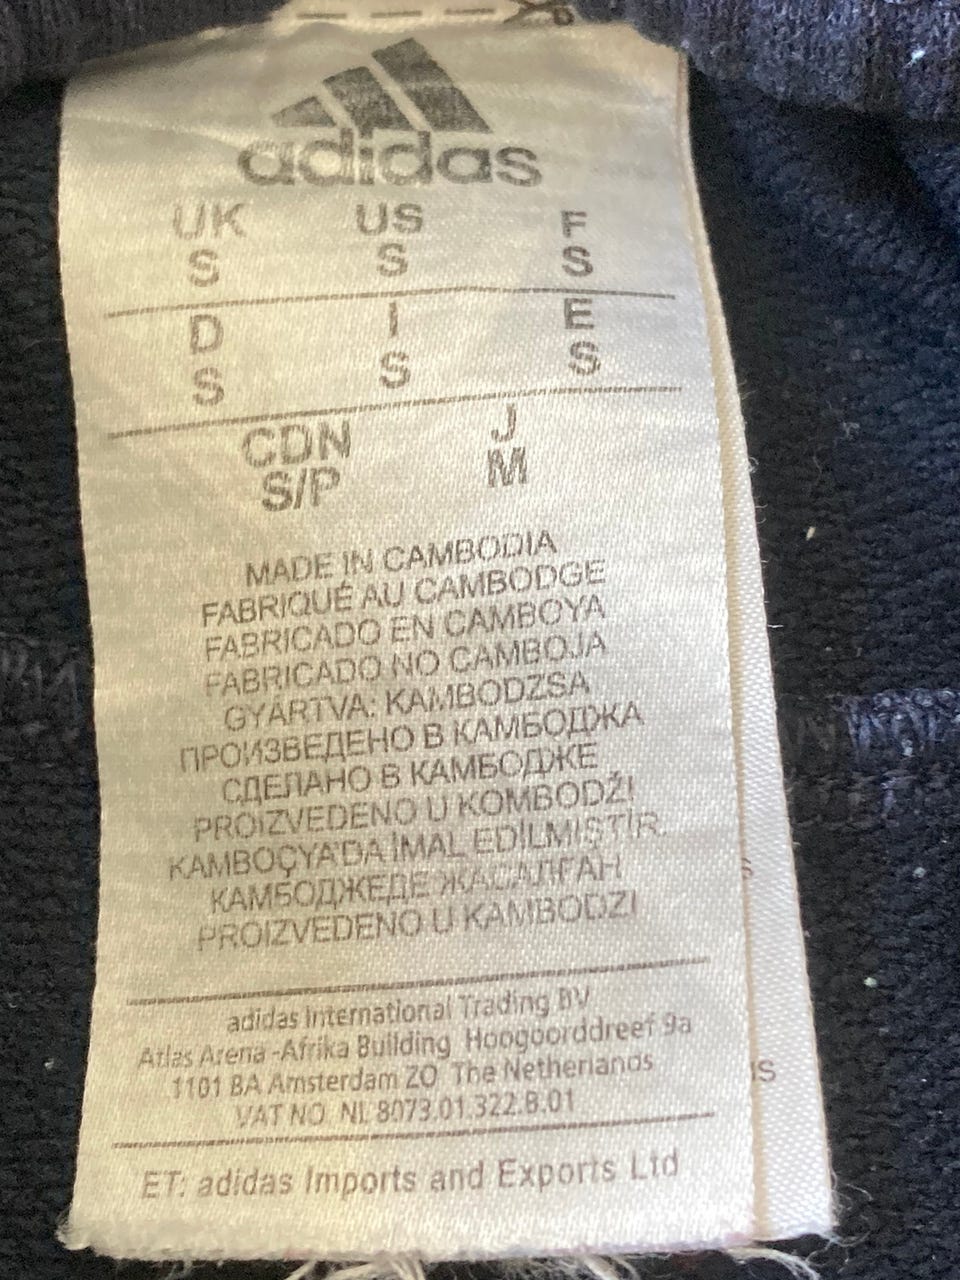 adidas
UK US F
S S S
D I E
S S S
CDN J
S/P M
MADE IN CAMBODIA
FABRIQUÉ AU CAMBODGE
FABRICADO EN CAMBOYA
FABRICADO NO CAMBOJA
GYÁRTVA: KAMBODZSA
ПРОИЗВЕДЕНО В КАМБОДЖА
СДЕЛАНО В КАМБОДЖЕ
PROIZVEDENO U KOMBODŽI
KAMBOÇYA'DA İMAL EDİLMİŞTİR.
КАМБОДЖЕДЕ ЖАСАЛҒАН
PROIZVEDENO U KAMBODZI
adidas International Trading BV
Atlas Arena -Afrika Building Hoogoorddreef 9a
1101 BA Amsterdam ZO The Netherlands
VAT NO NL 8073.01.322.B.01
ET: adidas Imports and Exports Ltd